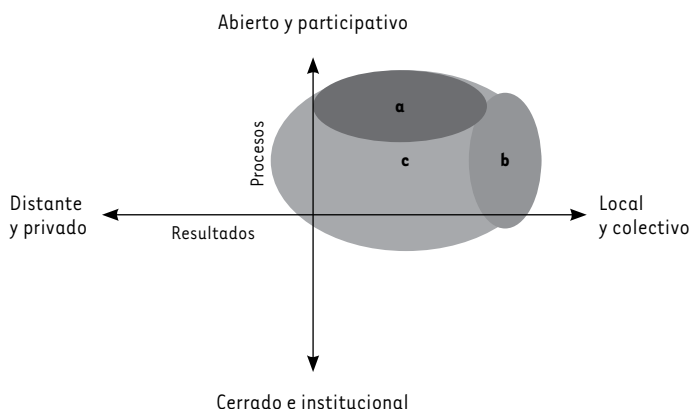 Abierto y participativo
Procesos
a
c
b
Distante
y privado
Resultados
Local
y colectivo
Cerrado e institucional